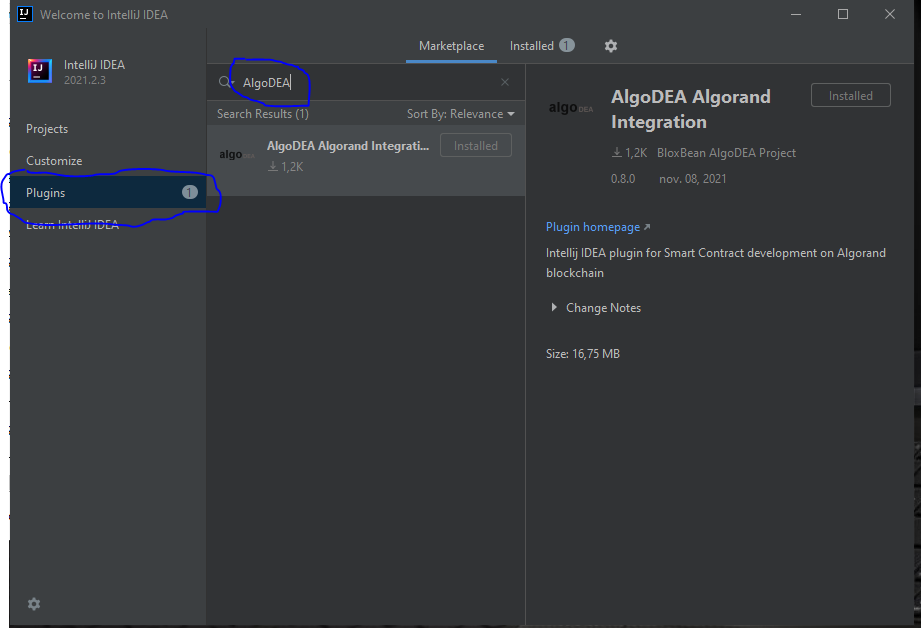 Welcome to IntelliJ IDEA
IntelliJ IDEA
2021.2.3
Projects
Customize
Plugins 1
Learn IntelliJ IDEA
Marketplace Installed 1
AlgoDEA
Search Results (1) Sort By: Relevance
algo DEA
AlgoDEA Algorand Integrati... Installed
1,2K
algo DEA
AlgoDEA Algorand
Integration
Installed
1,2K BloxBean AlgoDEA Project
0.8.0 nov. 08, 2021
Plugin homepage
Intellij IDEA plugin for Smart Contract development on Algorand
blockchain
Change Notes
Size: 16,75 MB